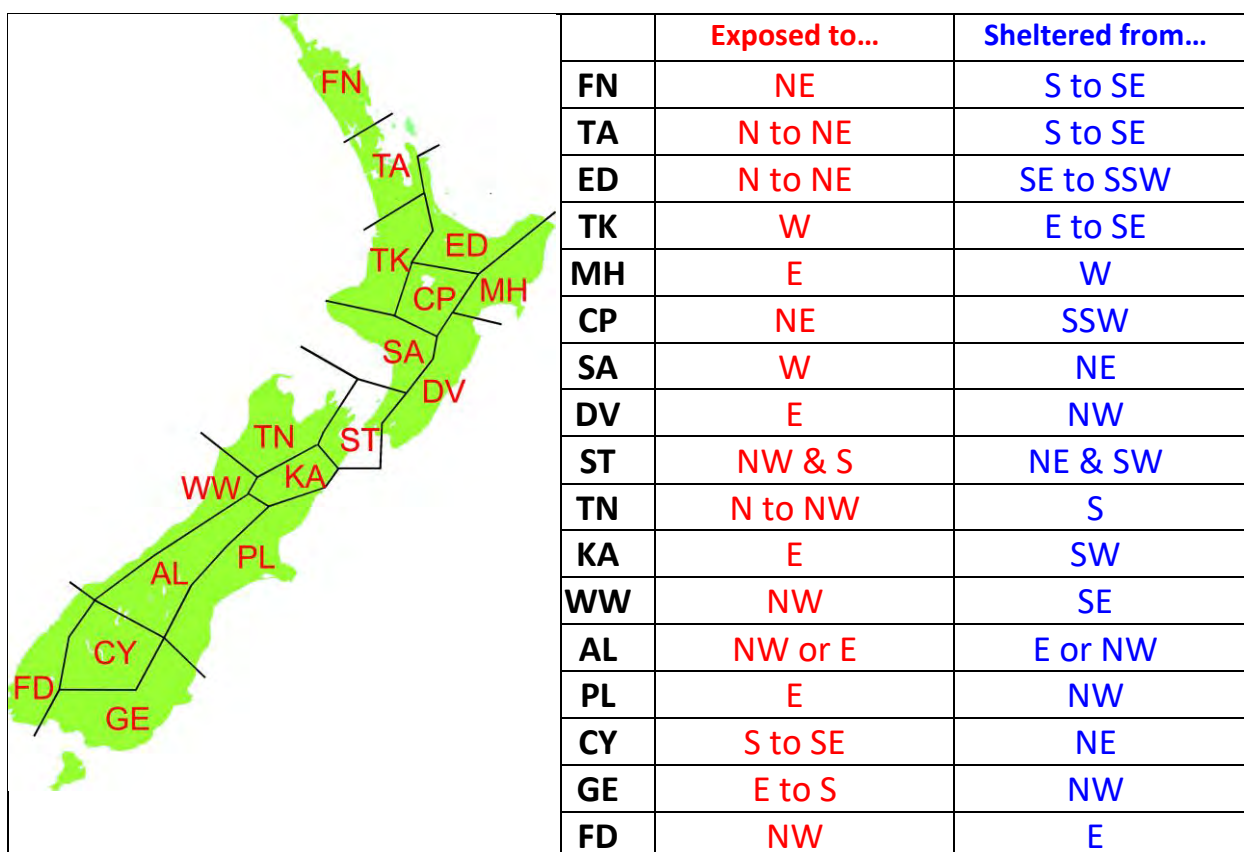 FN
TA
ED
TK
CP
MH
SA
DV
TN
ST
KA
WW
PL
AL
CY
FD
GE
Exposed to… Sheltered from…
FN NE S to SE
TA N to NE S to SE
ED N to NE SE to SSW
TK W E to SE
MH E W
CP NE SSW
SA W NE
DV E NW
ST NW & S NE & SW
TN N to NW S
KA E SW
WW NW SE
AL NW or E E or NW
PL E NW
CY S to SE NE
GE E to S NW
FD NW E